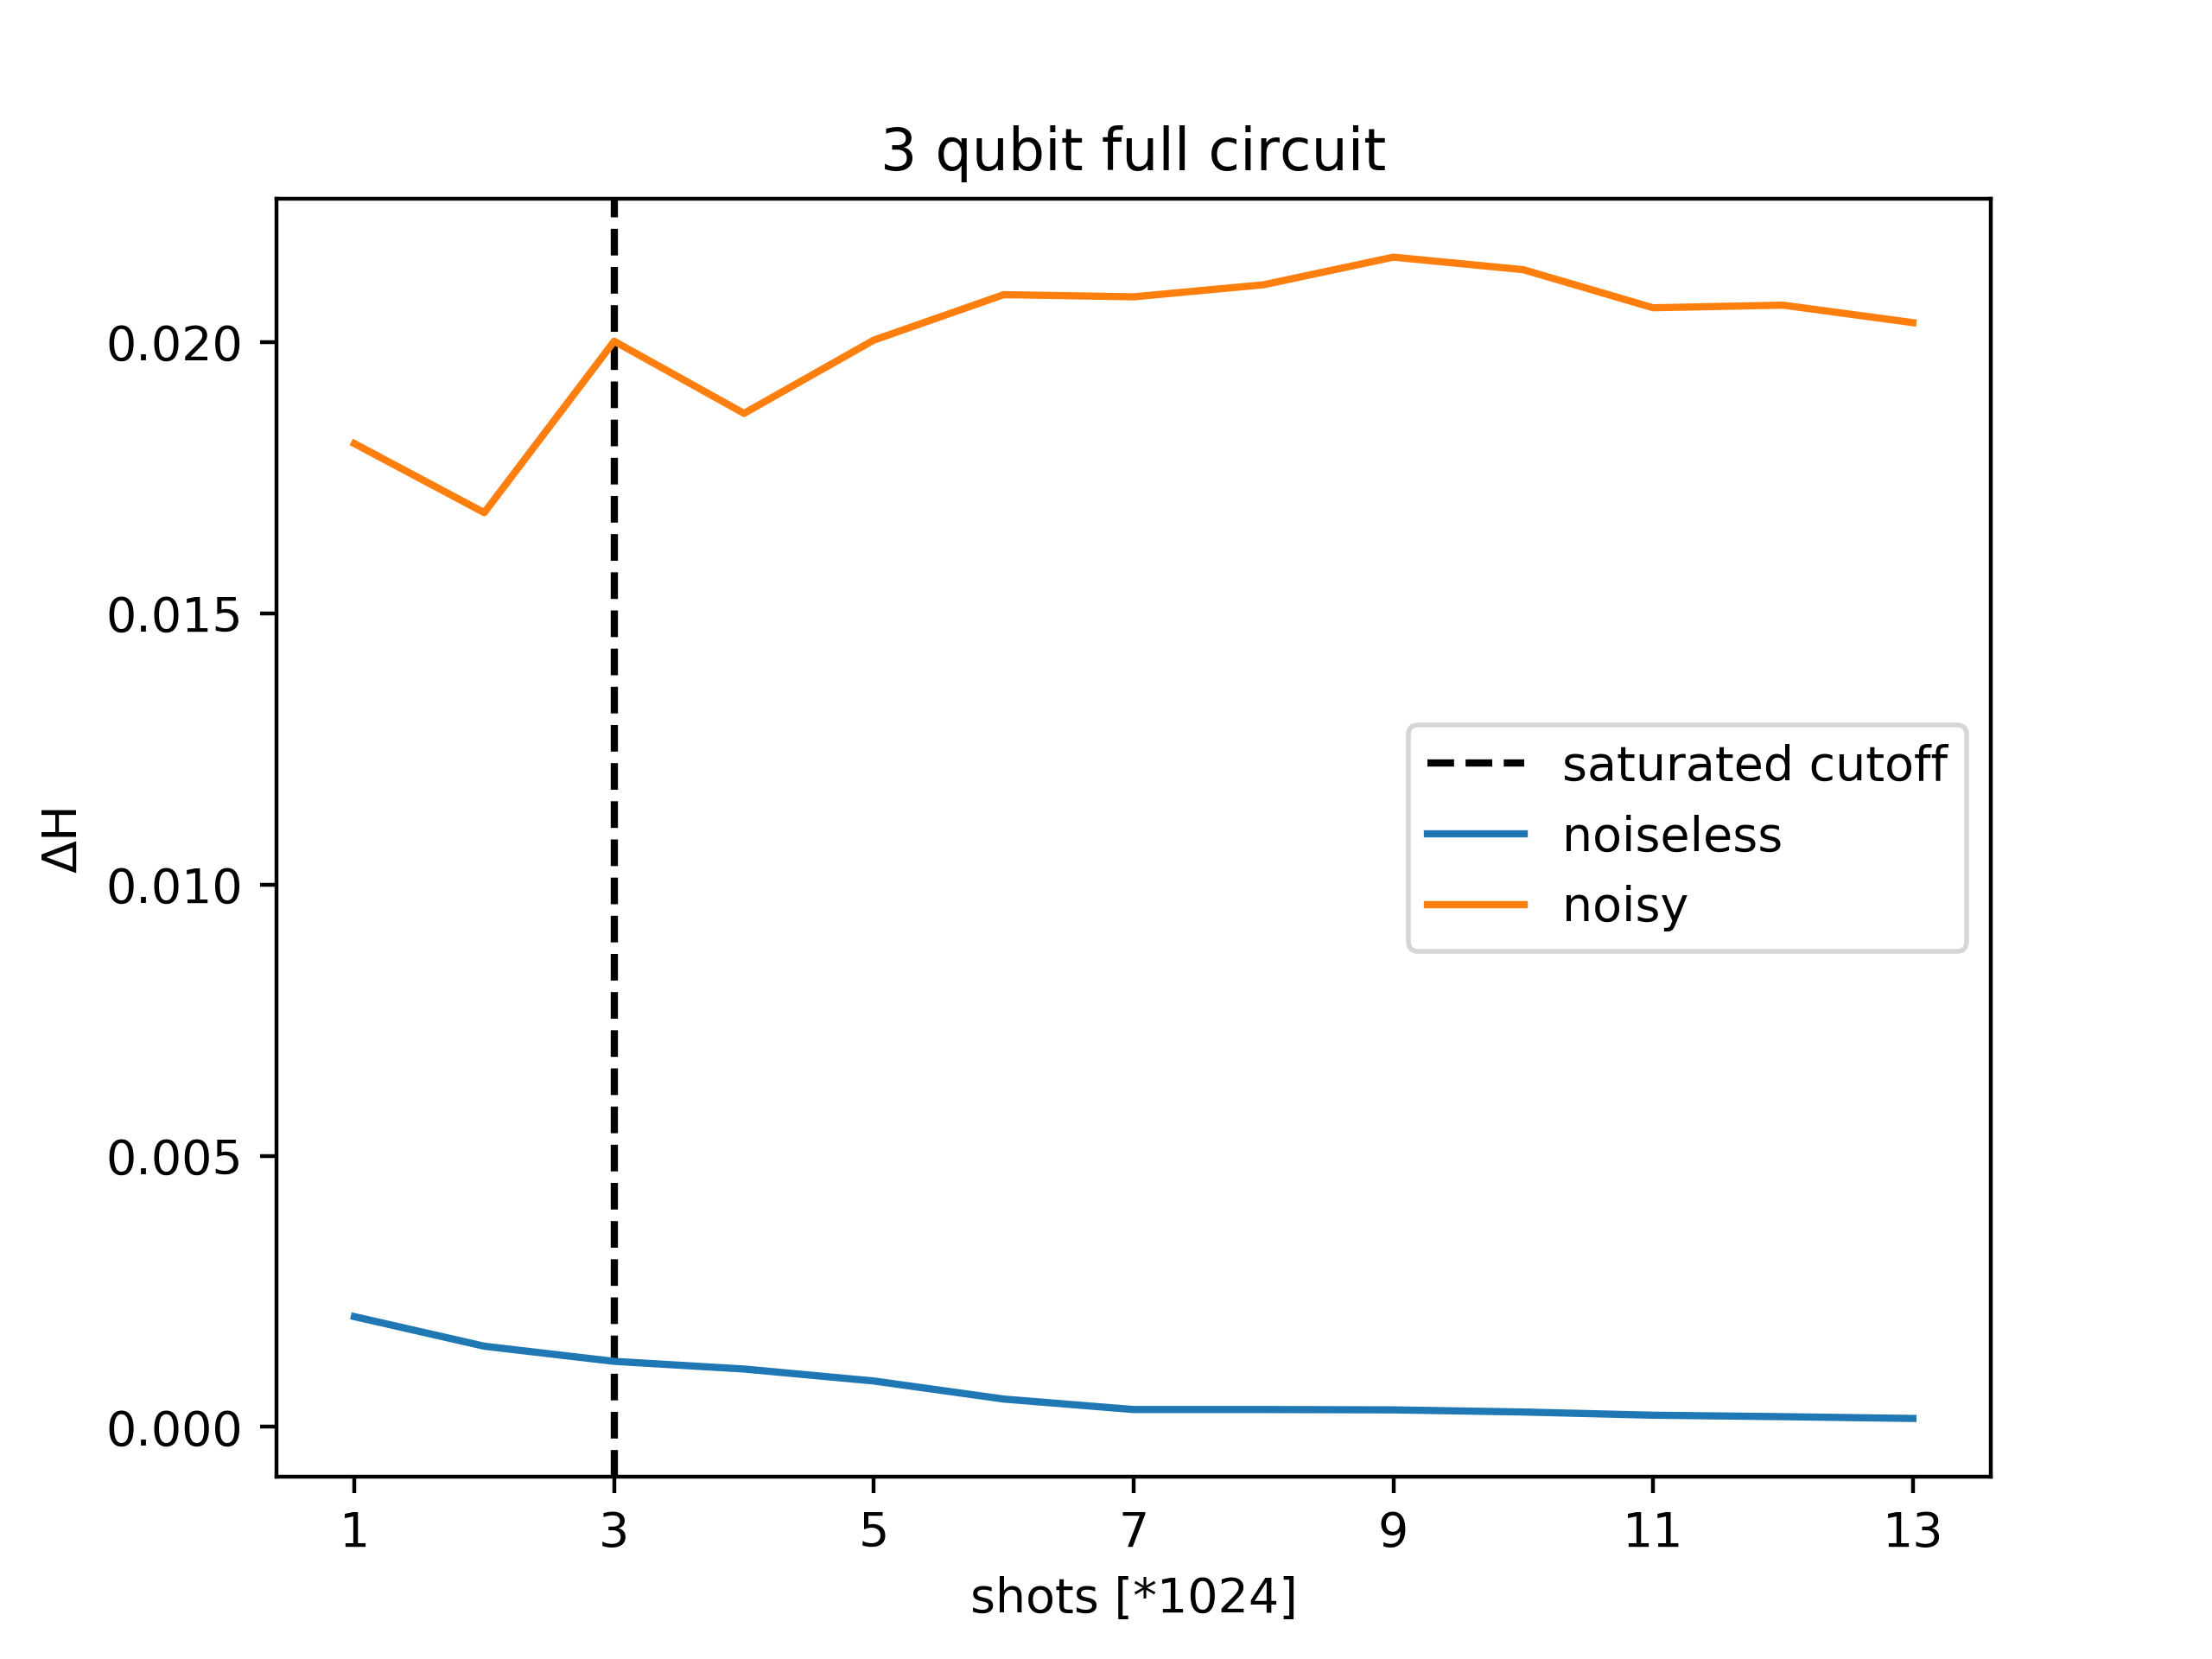 3 qubit full circuit
ΔH
0.020
0.015
0.010
0.005
0.000
saturated cutoff
noiseless
noisy
1 3 5 7 9 11 13
shots [*1024]